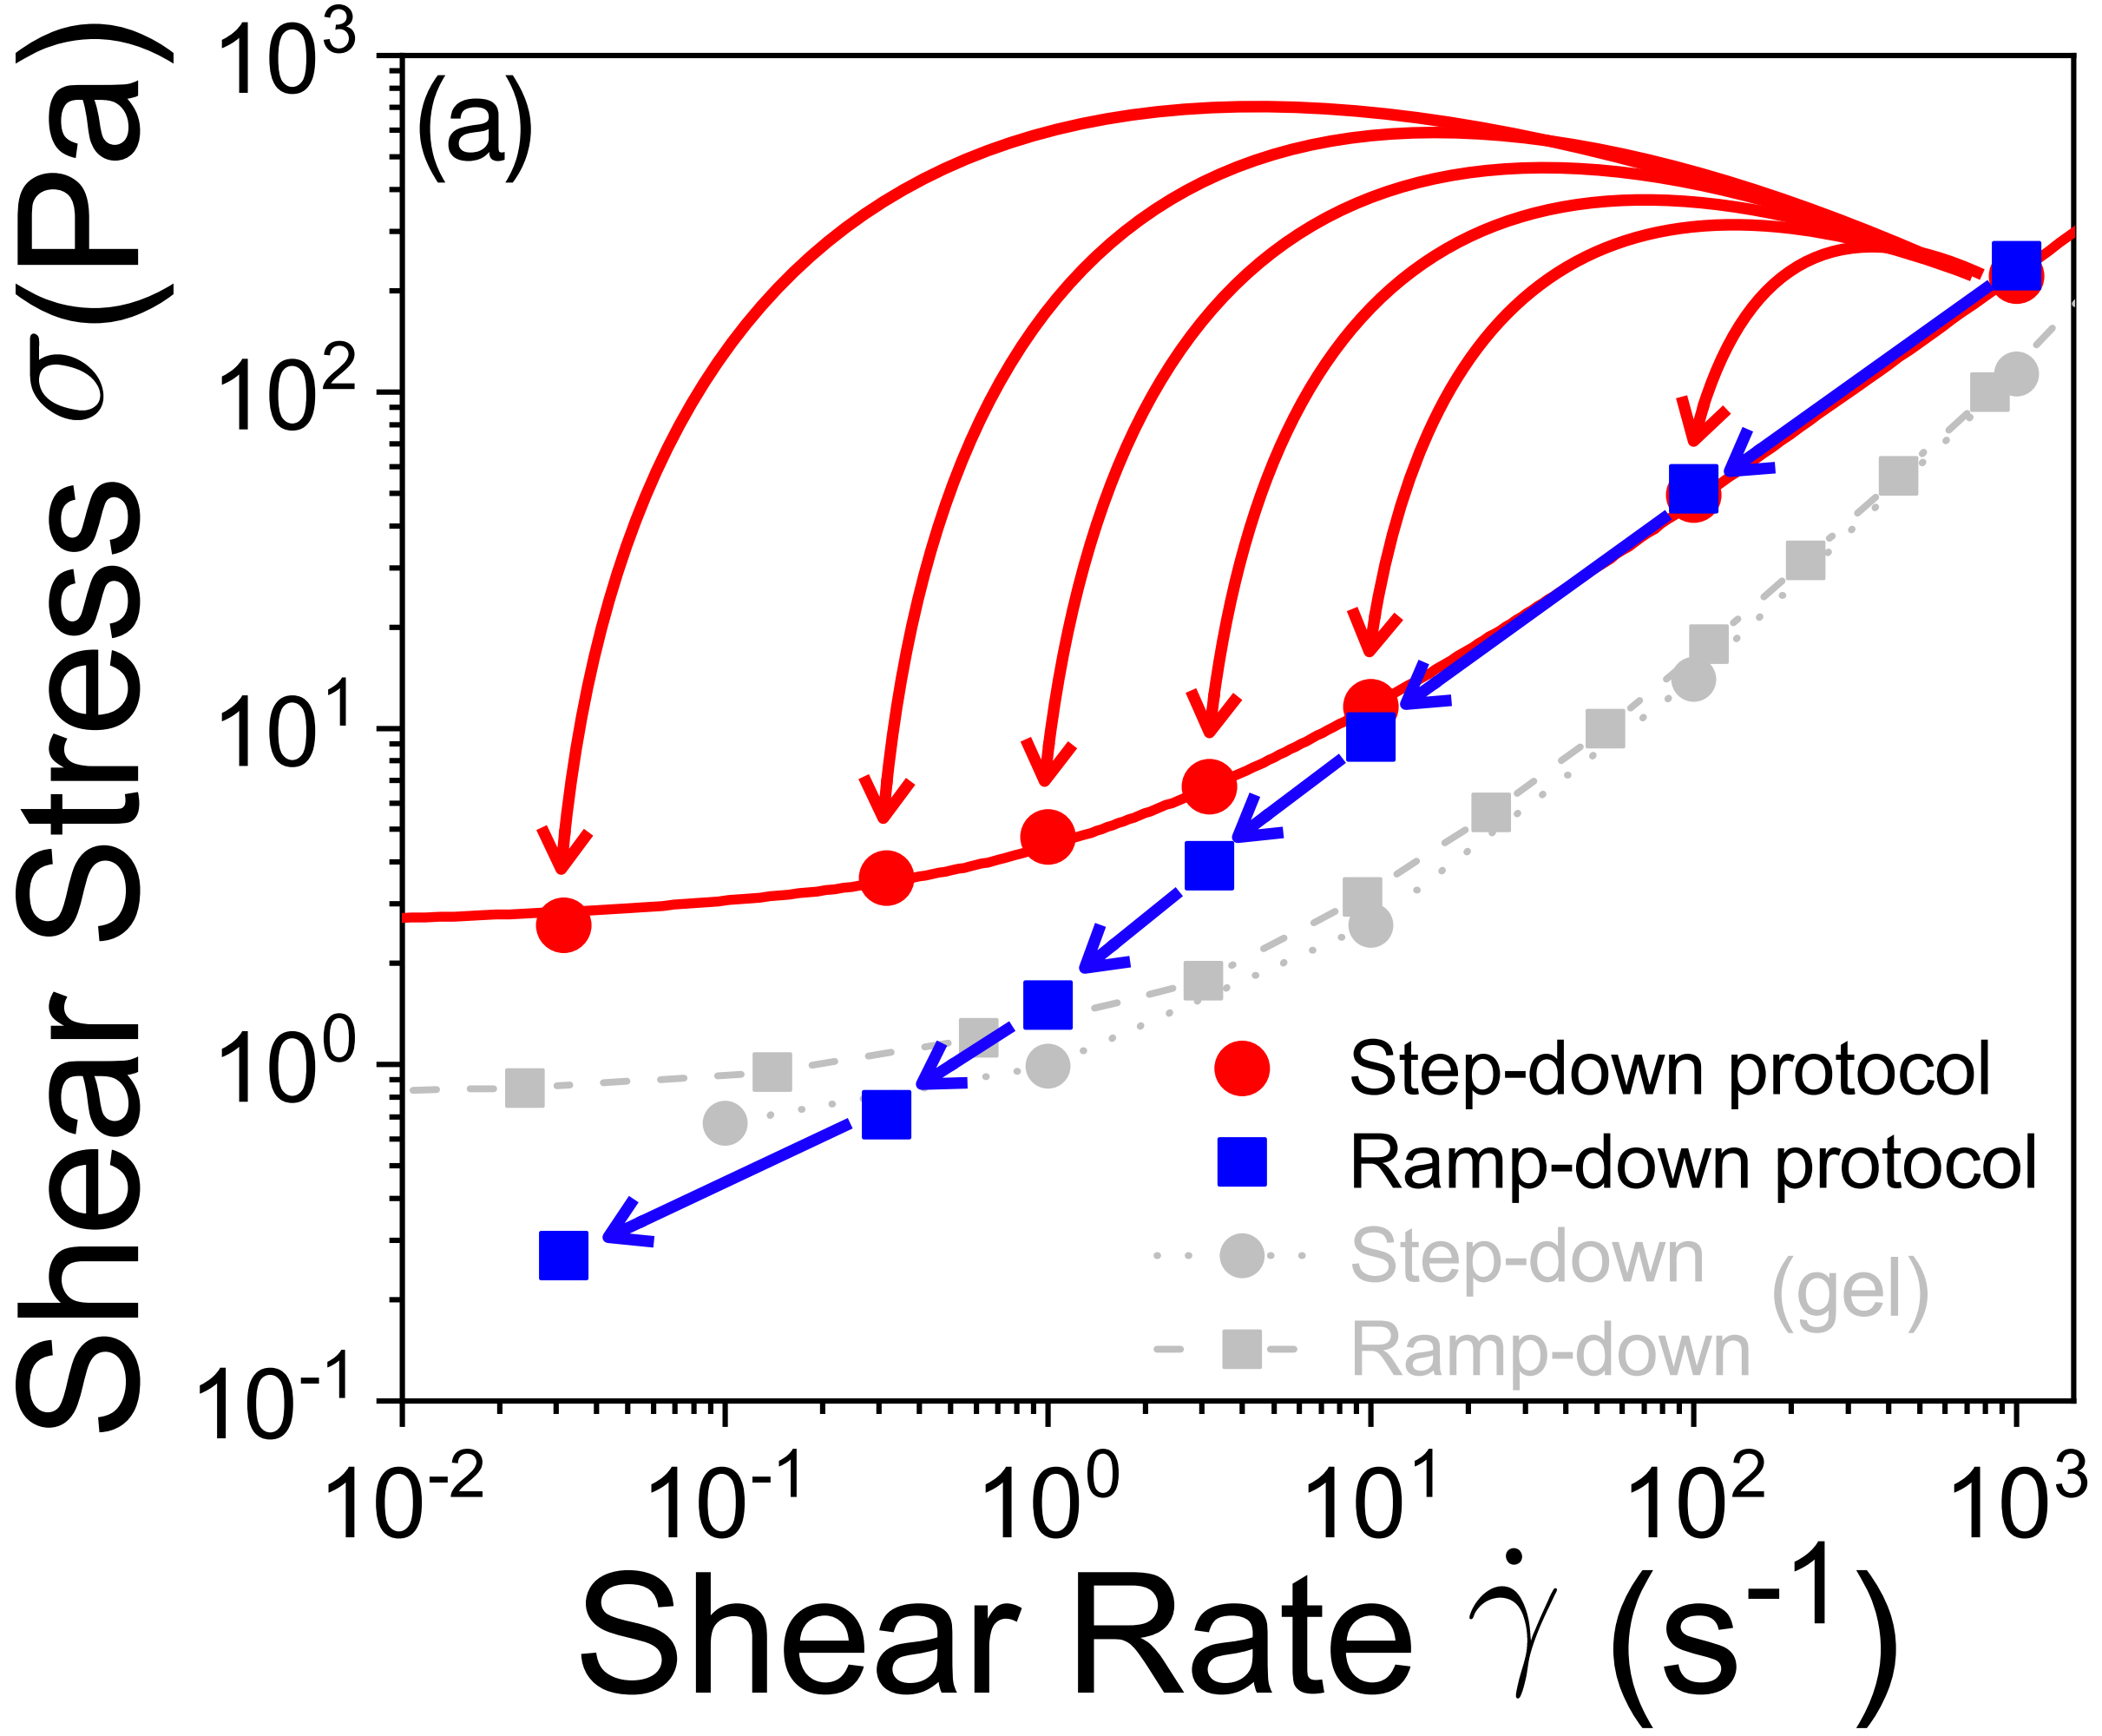 (a)
Shear Stress σ (Pa)
10³
10²
10¹
10⁰
10⁻¹
Step-down protocol
Ramp-down protocol
Step-down
(gel)
Ramp-down
10⁻² 10⁻¹ 10⁰ 10¹ 10² 10³
Shear Rate γ̇ (s⁻¹)